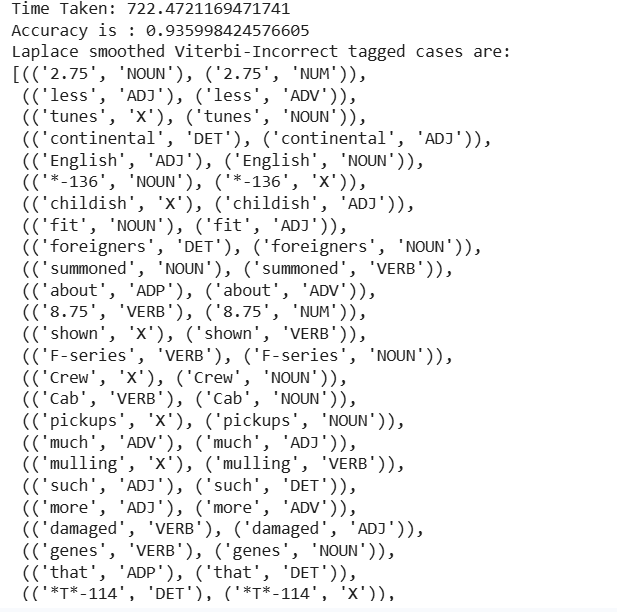 Time Taken: 722.4721169471741
Accuracy is : 0.935998424576605
Laplace smoothed Viterbi-Incorrect tagged cases are:
[(('2.75', 'NOUN'), ('2.75', 'NUM')),
(('less', 'ADJ'), ('less', 'ADV')),
(('tunes', 'X'), ('tunes', 'NOUN')),
(('continental', 'DET'), ('continental', 'ADJ')),
(('English', 'ADJ'), ('English', 'NOUN')),
(('*-136', 'NOUN'), ('*-136', 'X')),
(('childish', 'X'), ('childish', 'ADJ')),
(('fit', 'NOUN'), ('fit', 'ADJ')),
(('foreigners', 'DET'), ('foreigners', 'NOUN')),
(('summoned', 'NOUN'), ('summoned', 'VERB')),
(('about', 'ADP'), ('about', 'ADV')),
(('8.75', 'VERB'), ('8.75', 'NUM')),
(('shown', 'X'), ('shown', 'VERB')),
(('F-series', 'VERB'), ('F-series', 'NOUN')),
(('Crew', 'X'), ('Crew', 'NOUN')),
(('Cab', 'VERB'), ('Cab', 'NOUN')),
(('pickups', 'X'), ('pickups', 'NOUN')),
(('much', 'ADV'), ('much', 'ADJ')),
(('mulling', 'X'), ('mulling', 'VERB')),
(('such', 'ADJ'), ('such', 'DET')),
(('more', 'ADJ'), ('more', 'ADV')),
(('damaged', 'VERB'), ('damaged', 'ADJ')),
(('genes', 'VERB'), ('genes', 'NOUN')),
(('that', 'ADP'), ('that', 'DET')),
(('*T*-114', 'DET'), ('*T*-114', 'X')),